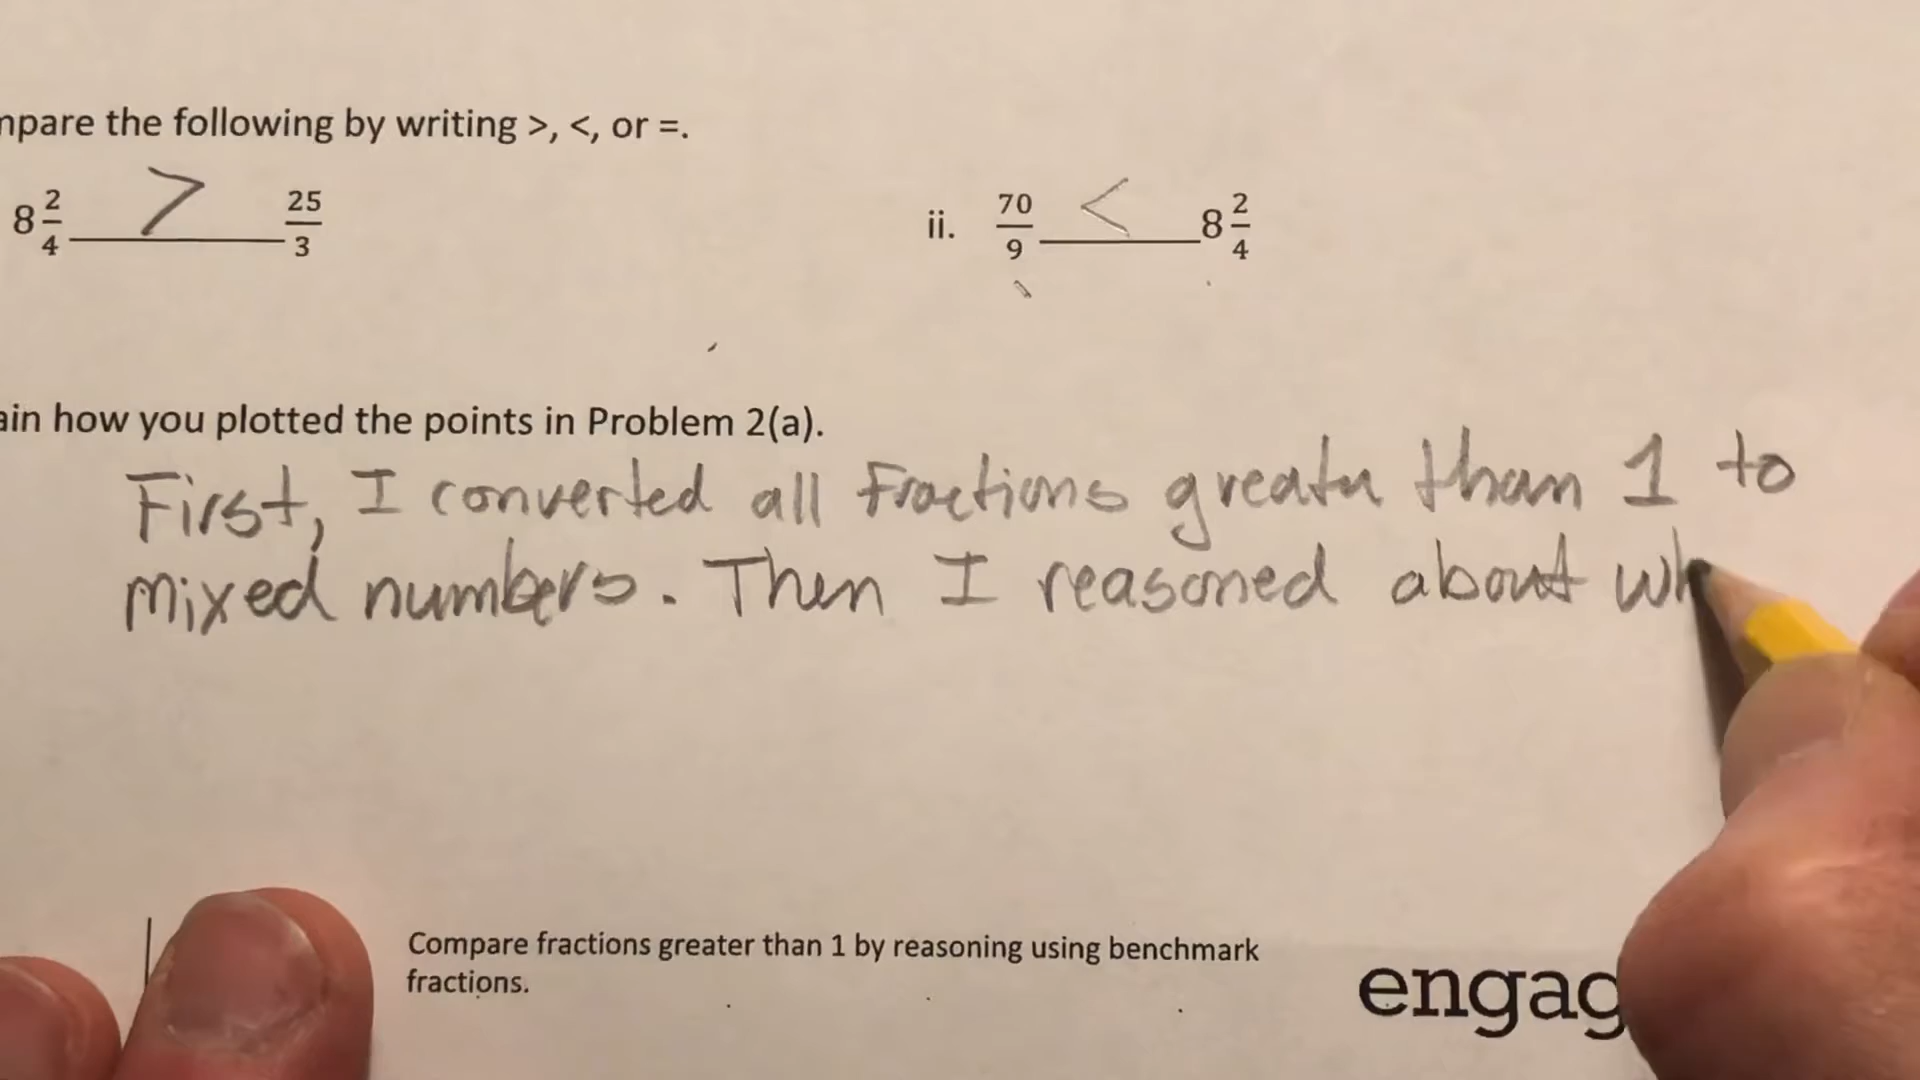 mpare the following by writing >, <, or =.
8 2/4 > 25/3
ii. 70/9 < 8 2/4
ain how you plotted the points in Problem 2(a).
First, I converted all fractions greater than 1 to
mixed numbers. Then I reasoned about wh
Compare fractions greater than 1 by reasoning using benchmark
fractions.
engag